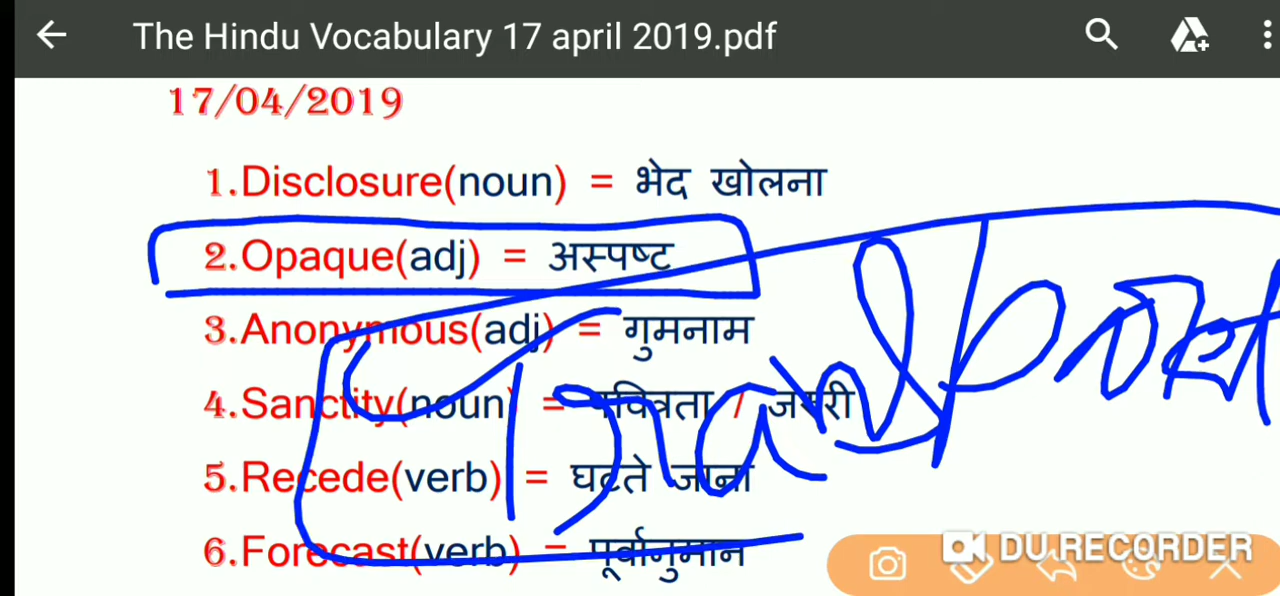 The Hindu Vocabulary 17 april 2019.pdf
17/04/2019
1.Disclosure(noun) = भेद खोलना
2.Opaque(adj) = अस्पष्ट
3.Anonymous(adj) = गुमनाम
4.Sanctity(noun) = पवित्रता / जरुरी
5.Recede(verb) = घटते जाना
6.Forecast(verb) = पूर्वानुमान
DU RECORDER